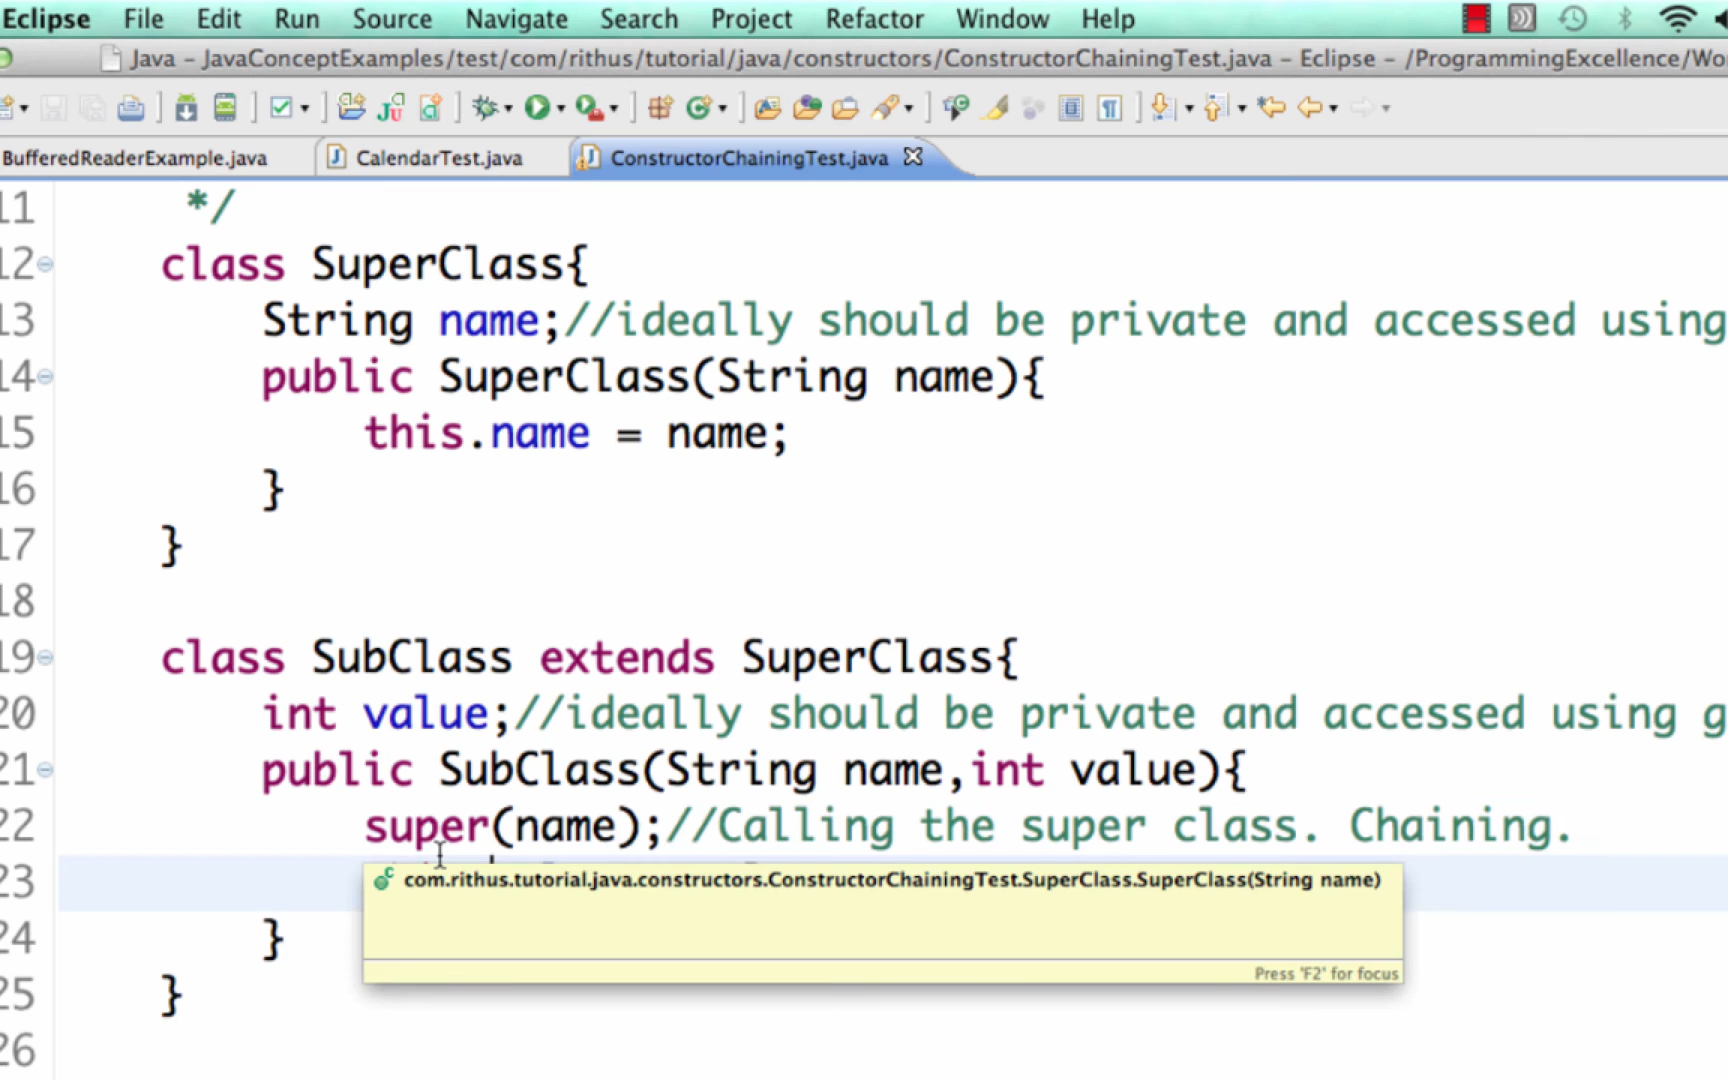 Eclipse File Edit Run Source Navigate Search Project Refactor Window Help
Java – JavaConceptExamples/test/com/rithus/tutorial/java/constructors/ConstructorChainingTest.java – Eclipse – /ProgrammingExcellence/Wo
BufferedReaderExample.java CalendarTest.java ConstructorChainingTest.java
11 */
12 class SuperClass{
13 String name;//ideally should be private and accessed using
14 public SuperClass(String name){
15 this.name = name;
16 }
17 }
18
19 class SubClass extends SuperClass{
20 int value;//ideally should be private and accessed using g
21 public SubClass(String name,int value){
22 super(name);//Calling the super class. Chaining.
23
com.rithus.tutorial.java.constructors.ConstructorChainingTest.SuperClass.SuperClass(String name)
24 }
Press 'F2' for focus
25 }
26